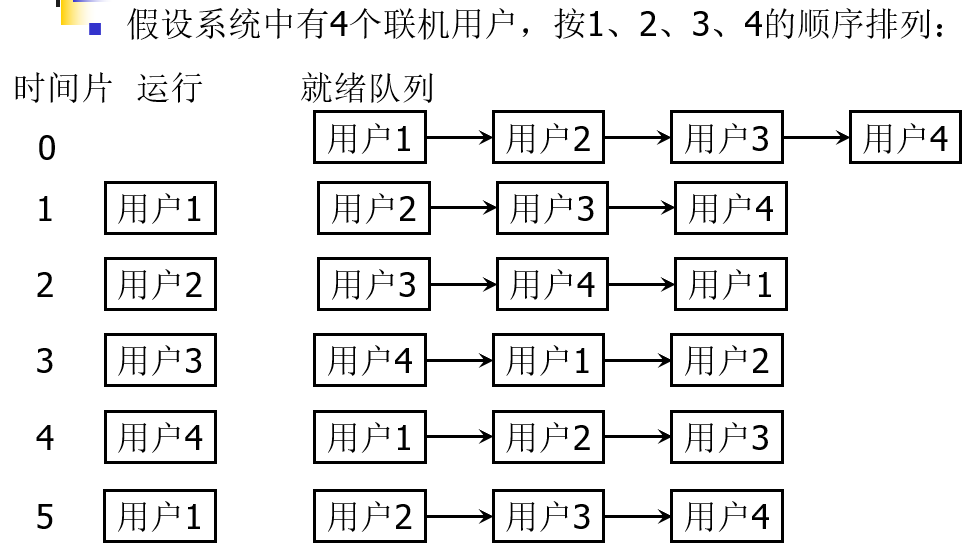 假设系统中有4个联机用户，按1、2、3、4的顺序排列：
时间片 运行 就绪队列
0 用户1 用户2 用户3 用户4
1 用户1 用户2 用户3 用户4
2 用户2 用户3 用户4 用户1
3 用户3 用户4 用户1 用户2
4 用户4 用户1 用户2 用户3
5 用户1 用户2 用户3 用户4